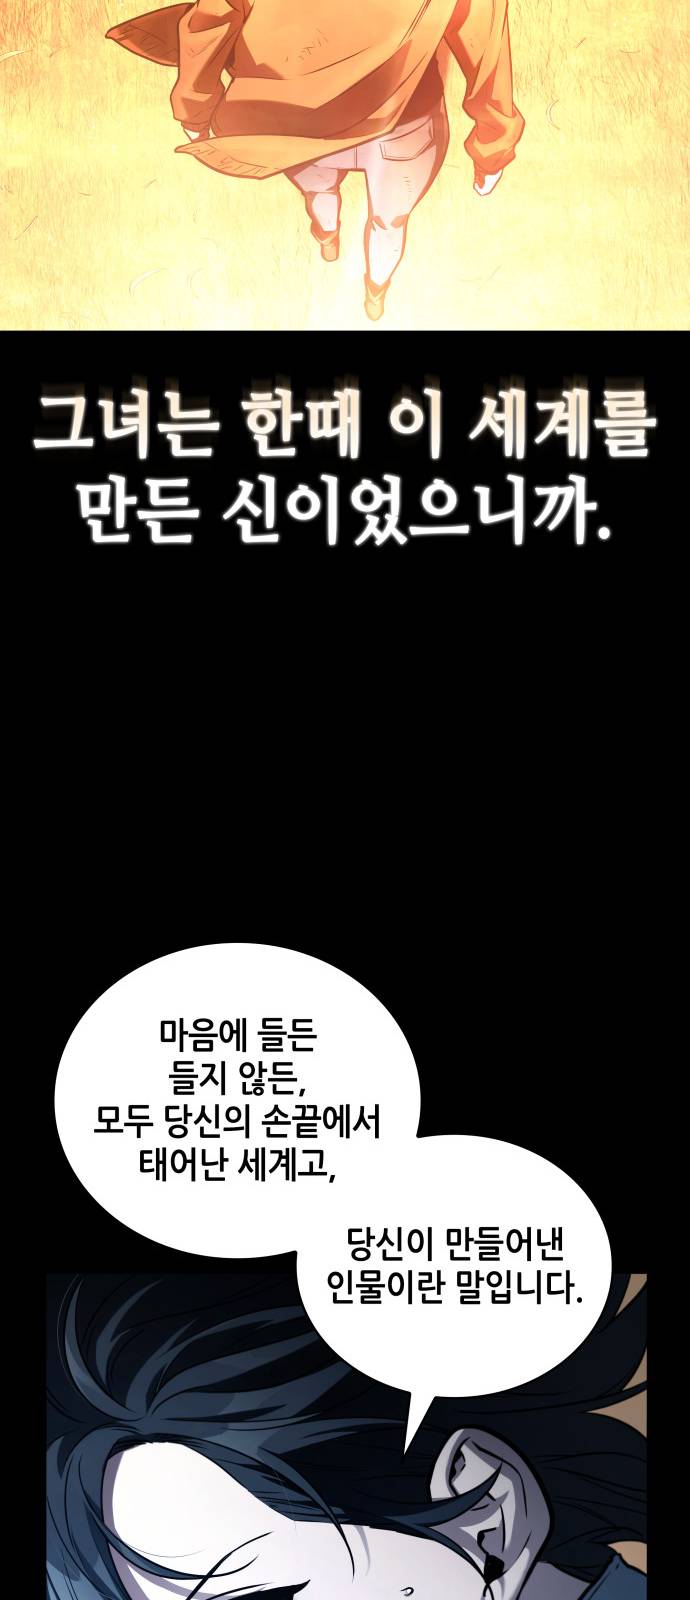 그녀는 한때 이 세계를
만든 신이었으니까.
마음에 들든
들지 않든,
모두 당신의 손끝에서
태어난 세계고,
당신이 만들어낸
인물이란 말입니다.